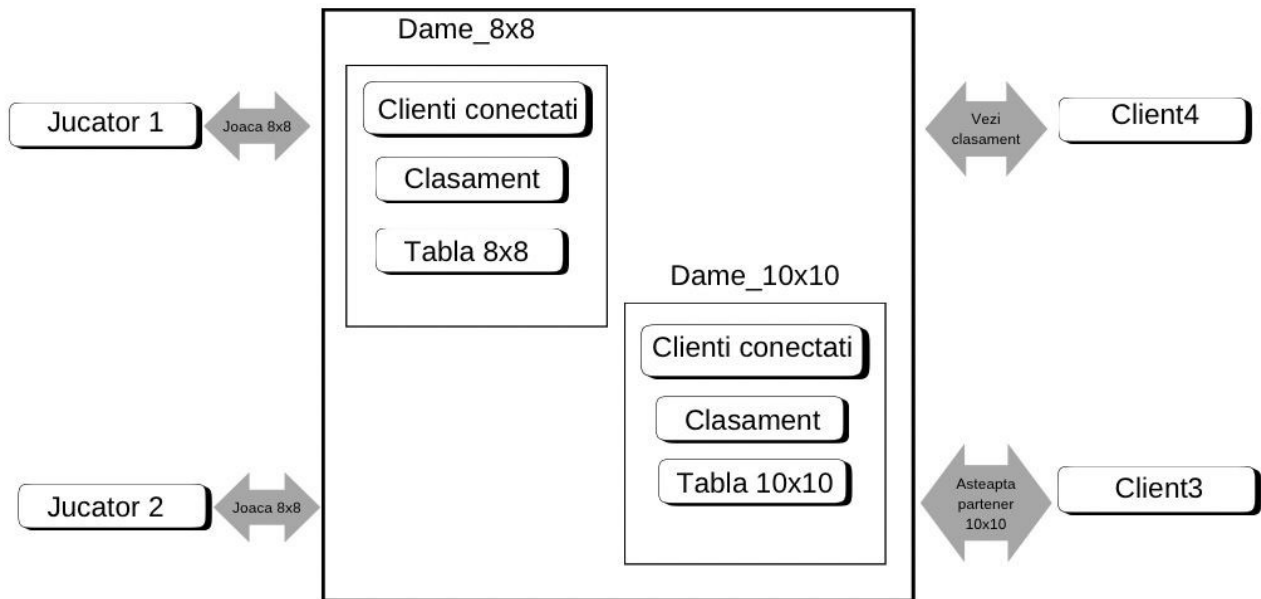 Dame_8x8
Clienti conectati
Clasament
Tabla 8x8
Jucator 1
Joaca 8x8
Jucator 2
Joaca 8x8
Dame_10x10
Clienti conectati
Clasament
Tabla 10x10
Vezi
clasament
Client4
Asteapta
partener
10x10
Client3